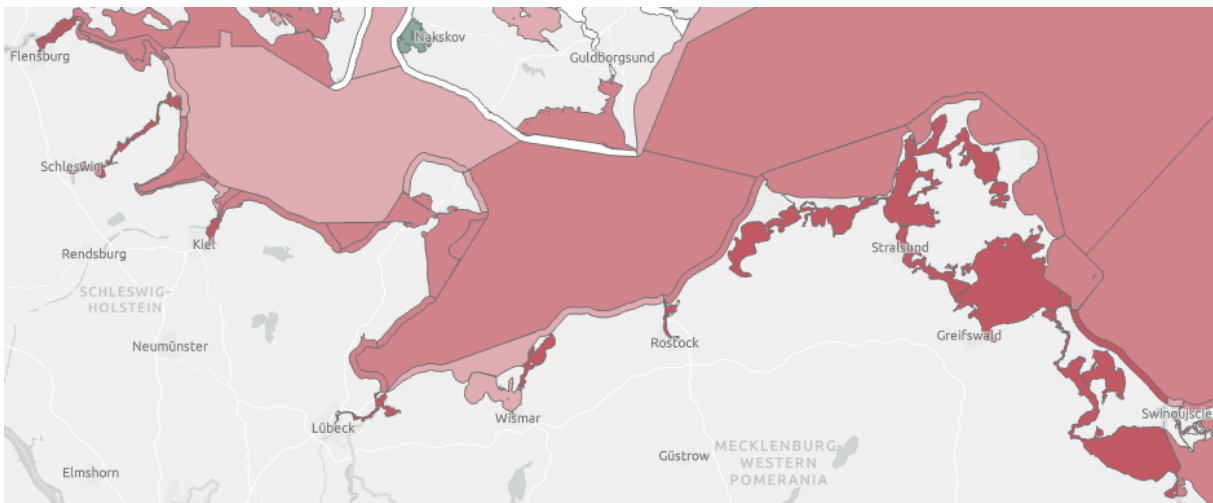 Nakskov
Flensburg
Guldborgsund
Schleswig
Kiel
Stralsund
Rendsburg
SCHLESWIG-
HOLSTEIN
Neumünster
Rostock
Greifswald
Lübeck
Wismar
Swinoujscie
Elmshorn
Güstrow
MECKLENBURG-
WESTERN
POMERANIA